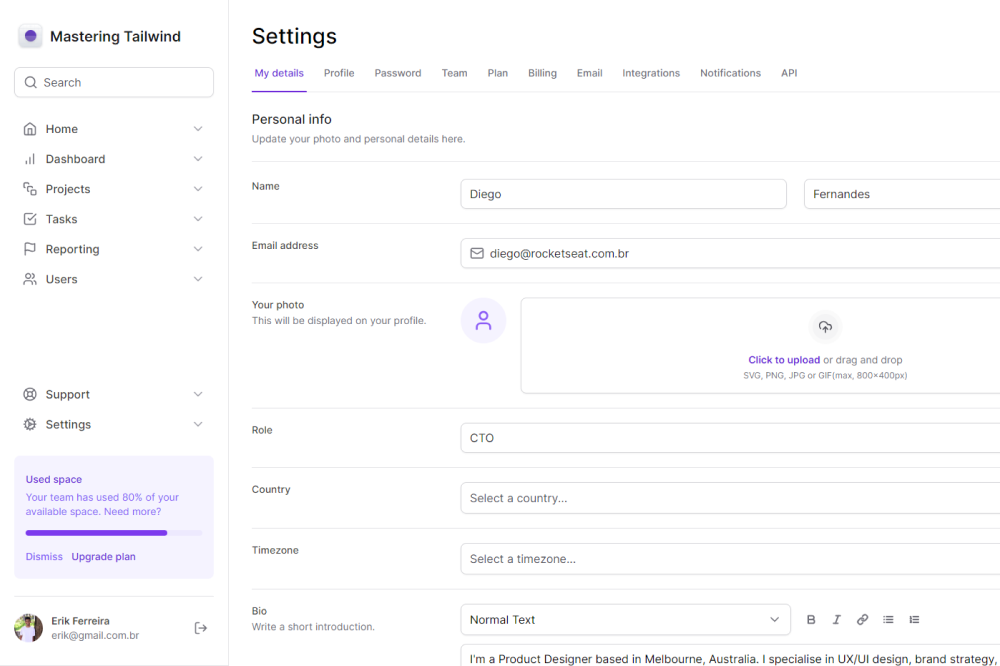 Mastering Tailwind
Search
Home
Dashboard
Projects
Tasks
Reporting
Users
Support
Settings
Used space
Your team has used 80% of your
available space. Need more?
Dismiss Upgrade plan
Erik Ferreira
erik@gmail.com.br
Settings
My details Profile Password Team Plan Billing Email Integrations Notifications API
Personal info
Update your photo and personal details here.
Name
Diego Fernandes
Email address
diego@rocketseat.com.br
Your photo
This will be displayed on your profile.
Click to upload or drag and drop
SVG, PNG, JPG or GIF(max, 800×400px)
Role
CTO
Country
Select a country...
Timezone
Select a timezone...
Bio
Write a short introduction.
Normal Text B I
I'm a Product Designer based in Melbourne, Australia. I specialise in UX/UI design, brand strategy,